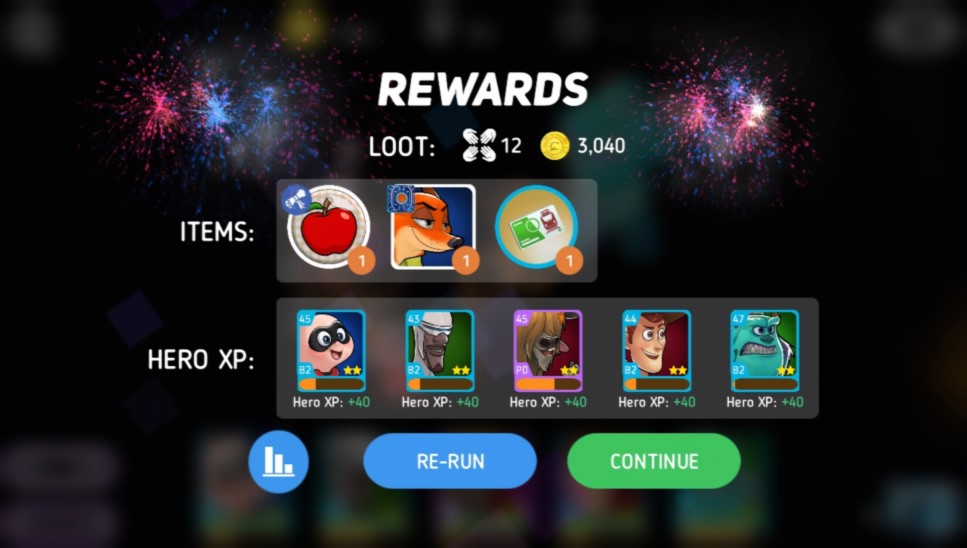 REWARDS
LOOT: 12 3,040
ITEMS: 1 1 1
45 43 45 44 47
HERO XP:
B2 B2 P0 B2 B2
Hero XP: +40 Hero XP: +40 Hero XP: +40 Hero XP: +40 Hero XP: +40
RE-RUN CONTINUE